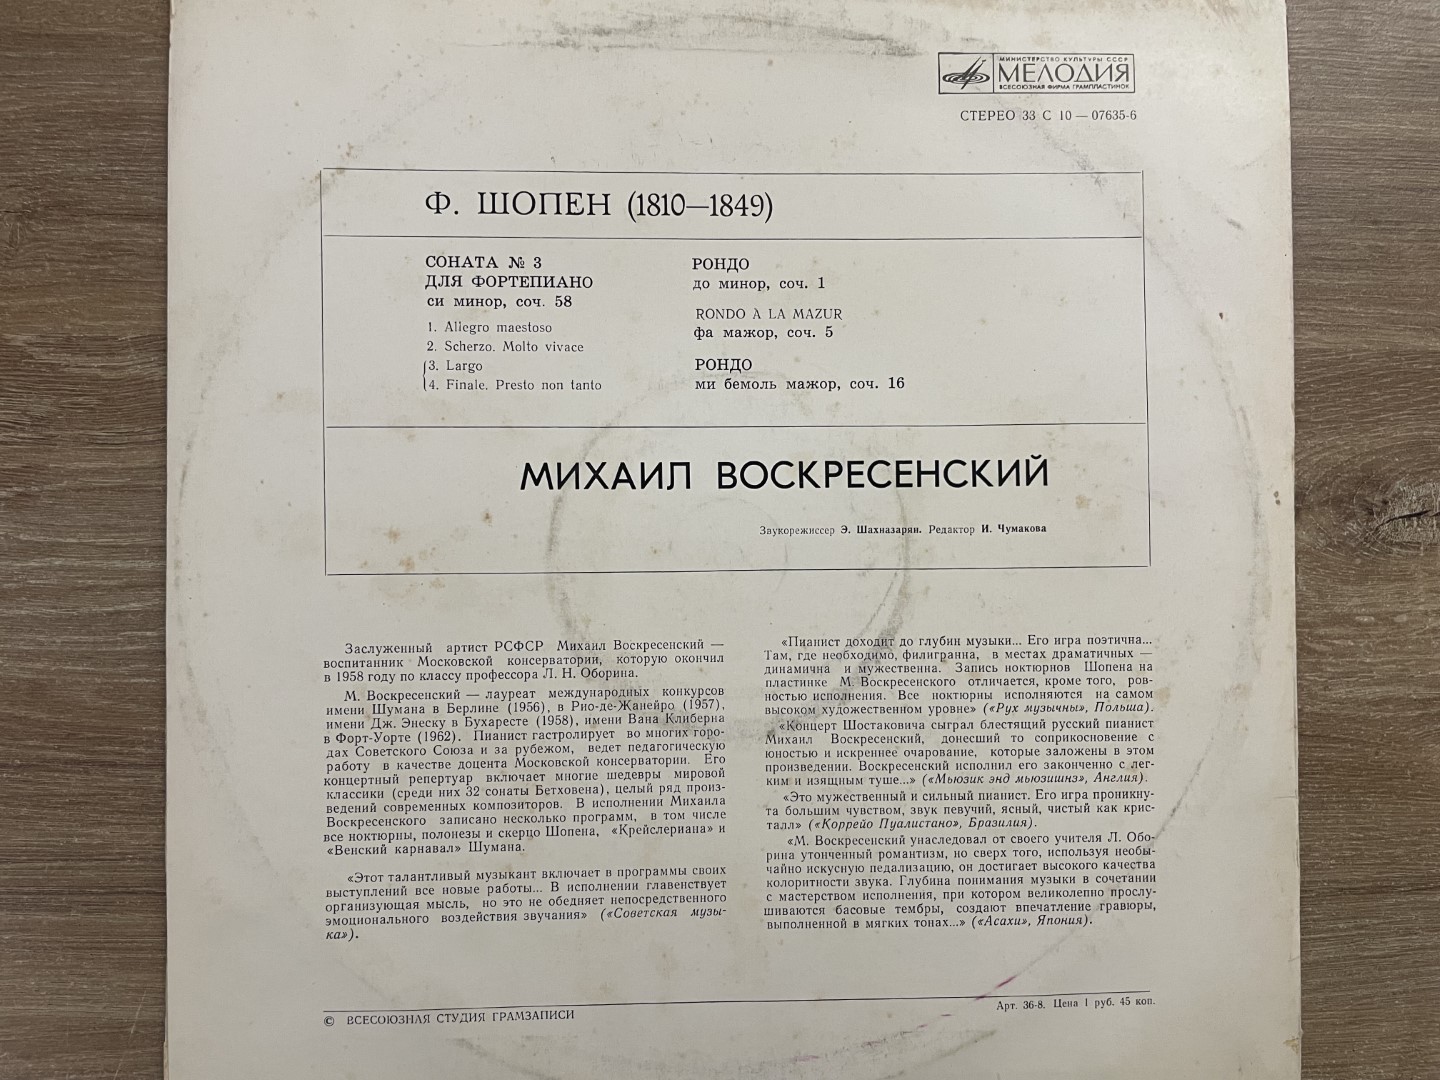 МИНИСТЕРСТВО КУЛЬТУРЫ СССР
МЕЛОДИЯ
ВСЕСОЮЗНАЯ ФИРМА ГРАМПЛАСТИНОК
СТЕРЕО 33 С 10 — 07635-6
Ф. ШОПЕН (1810—1849)
СОНАТА № 3
ДЛЯ ФОРТЕПИАНО
си минор, соч. 58
1. Allegro maestoso
2. Scherzo. Molto vivace
3. Largo
4. Finale. Presto non tanto
РОНДО
до минор, соч. 1
RONDO À LA MAZUR
фа мажор, соч. 5
РОНДО
ми бемоль мажор, соч. 16
МИХАИЛ ВОСКРЕСЕНСКИЙ
Звукорежиссер Э. Шахназарян. Редактор И. Чумакова
Заслуженный артист РСФСР Михаил Воскресенский —
воспитанник Московской консерватории, которую окончил
в 1958 году по классу профессора Л. Н. Оборина.
М. Воскресенский — лауреат международных конкурсов
имени Шумана в Берлине (1956), в Рио-де-Жанейро (1957),
имени Дж. Энеску в Бухаресте (1958), имени Вана Клиберна
в Форт-Уорте (1962). Пианист гастролирует во многих горо-
дах Советского Союза и за рубежом, ведет педагогическую
работу в качестве доцента Московской консерватории. Его
концертный репертуар включает многие шедевры мировой
классики (среди них 32 сонаты Бетховена), целый ряд произ-
ведений современных композиторов. В исполнении Михаила
Воскресенского записано несколько программ, в том числе
все ноктюрны, полонезы и скерцо Шопена, «Крейслериана» и
«Венский карнавал» Шумана.
«Этот талантливый музыкант включает в программы своих
выступлений все новые работы... В исполнении главенствует
организующая мысль, но это не обедняет непосредственного
эмоционального воздействия звучания» («Советская музы-
ка»).
«Пианист доходит до глубин музыки... Его игра поэтична...
Там, где необходимо, филигранна, в местах драматичных —
динамична и мужественна. Запись ноктюрнов Шопена на
пластинке М. Воскресенского отличается, кроме того, ров-
ностью исполнения. Все ноктюрны исполняются на самом
высоком художественном уровне» («Рух музычны», Польша).
«Концерт Шостаковича сыграл блестящий русский пианист
Михаил Воскресенский, донесший то соприкосновение с
юностью и искреннее очарование, которые заложены в этом
произведении. Воскресенский исполнил его законченно с лег-
ким и изящным туше...» («Мьюзик энд мьюзишнз», Англия).
«Это мужественный и сильный пианист. Его игра проникну-
та большим чувством, звук певучий, ясный, чистый как крис-
талл» («Коррейо Пуалистано», Бразилия).
«М. Воскресенский унаследовал от своего учителя Л. Обо-
рина утонченный романтизм, но сверх того, используя необы-
чайно искусную педализацию, он достигает высокого качества
колоритности звука. Глубина понимания музыки в сочетании
с мастерством исполнения, при котором великолепно прослу-
шиваются басовые тембры, создают впечатление гравюры,
выполненной в мягких тонах...» («Асахи», Япония).
© ВСЕСОЮЗНАЯ СТУДИЯ ГРАМЗАПИСИ
Арт. 36-8. Цена 1 руб. 45 коп.